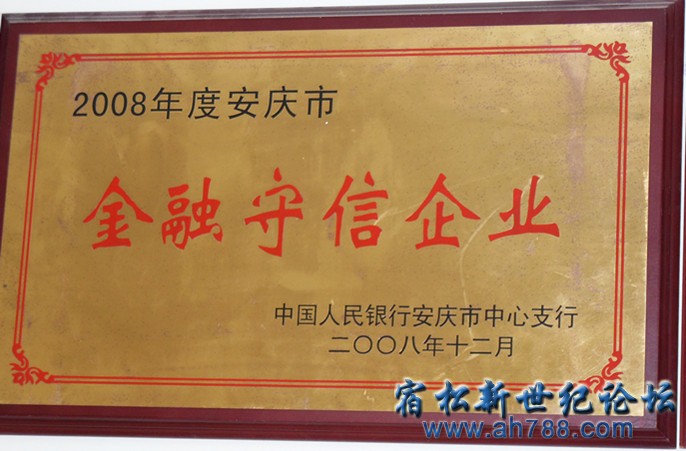 2008年度安庆市
金融守信企业
中国人民银行安庆市中心支行
二〇〇八年十二月
宿松新世纪论坛
www.ah788.com